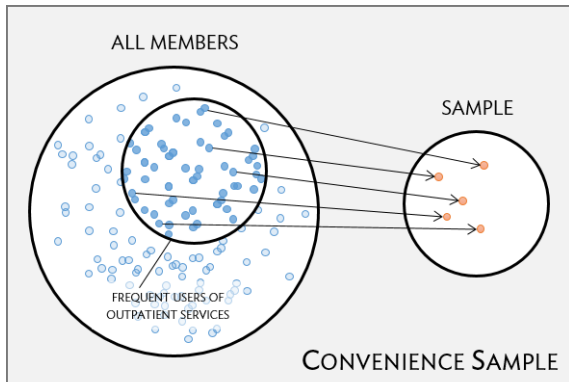 ALL MEMBERS
SAMPLE
FREQUENT USERS OF
OUTPATIENT SERVICES
CONVENIENCE SAMPLE